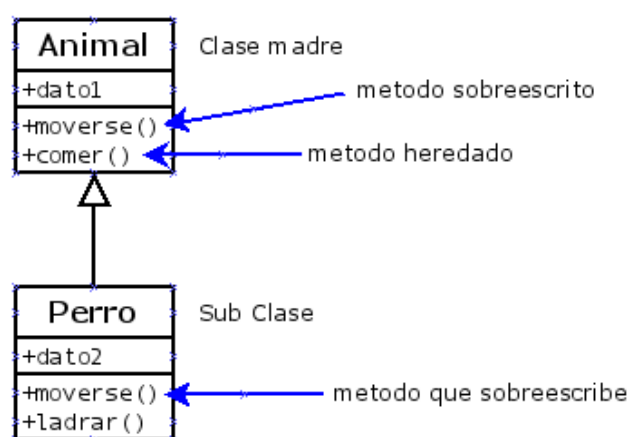 Animal
Clase madre
+dato1
metodo sobreescrito
+moverse()
+comer()
metodo heredado
Perro
Sub Clase
+dato2
+moverse()
metodo que sobreescribe
+ladrar()